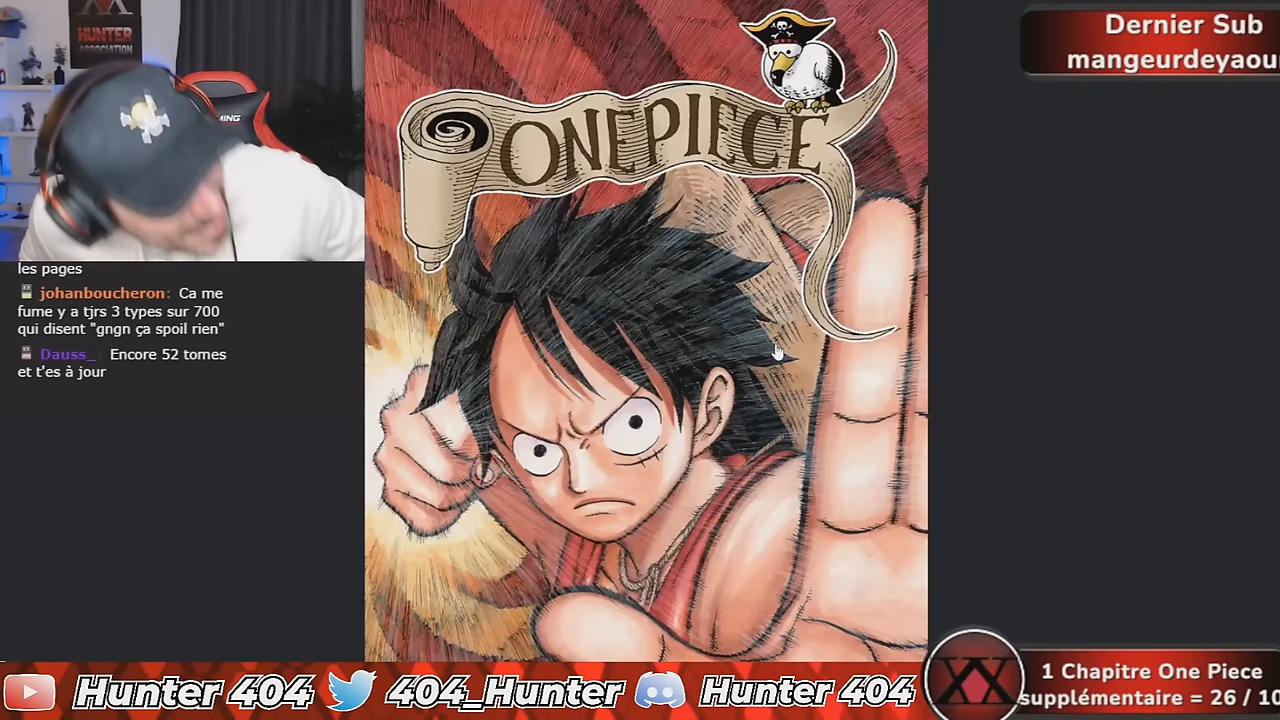 HUNTER
ASSOCIATION
ONE PIECE
Dernier Sub
mangeurdeyaou
les pages
johanboucheron: Ca me
fume y a tjrs 3 types sur 700
qui disent "gngn ça spoil rien"
Dauss_: Encore 52 tomes
et t'es à jour
Hunter 404
404_Hunter
Hunter 404
1 Chapitre One Piece
supplémentaire = 26 / 10